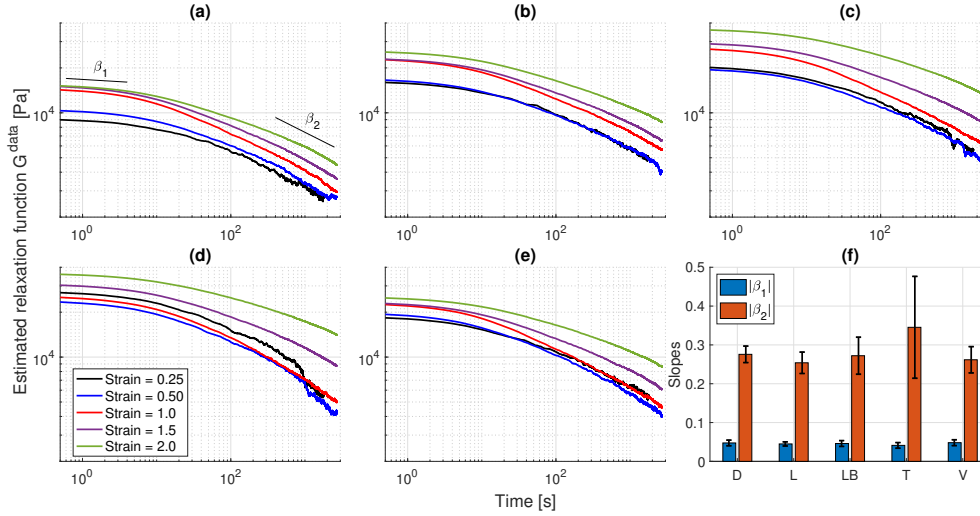 (a)
(b)
(c)
β1
β2
10^4
10^4
10^4
10^0
10^2
10^0
10^2
10^0
10^2
Estimated relaxation function G^data [Pa]
(d)
(e)
(f)
10^4
10^4
Strain = 0.25
Strain = 0.50
Strain = 1.0
Strain = 1.5
Strain = 2.0
10^0
10^2
10^0
10^2
Time [s]
Slopes
0.5
0.4
0.3
0.2
0.1
0
|β1|
|β2|
D
L
LB
T
V